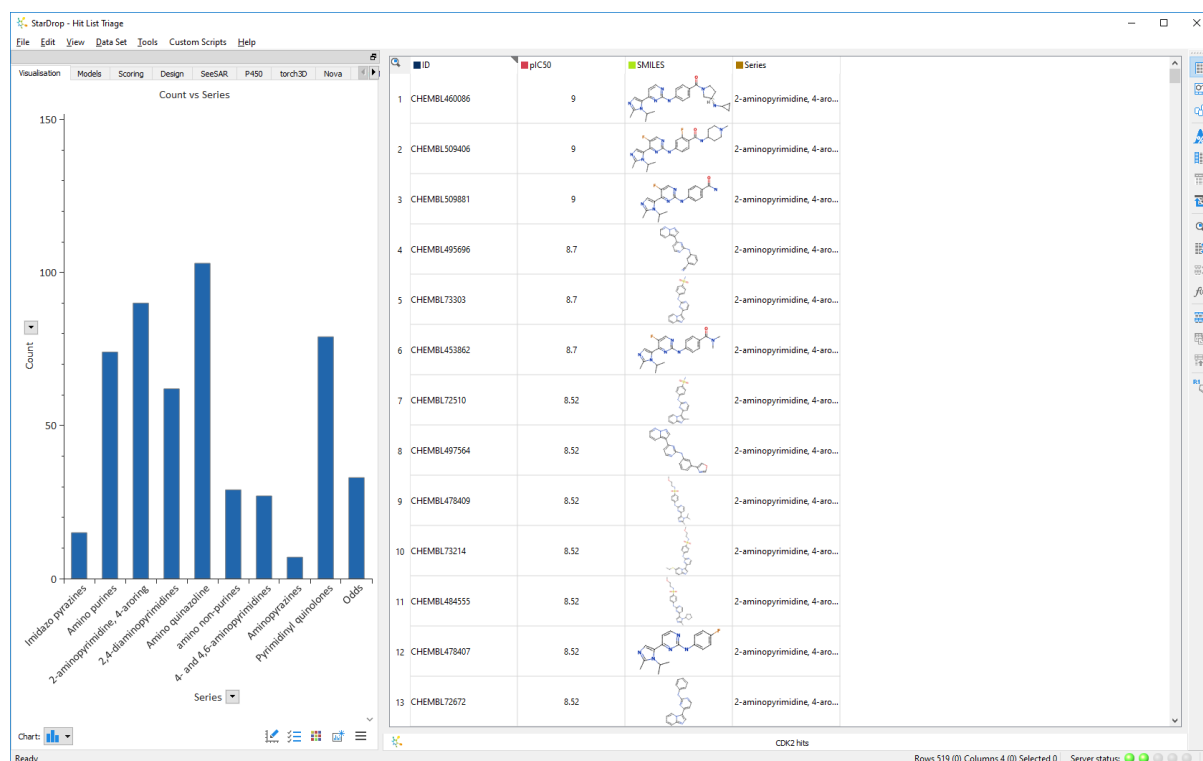 StarDrop - Hit List Triage
File Edit View Data Set Tools Custom Scripts Help
Visualisation Models Scoring Design SeeSAR P450 torch3D Nova
Count vs Series
150
100
50
0
Count
Imidazo pyrazines
Amino purines
2-aminopyrimidine, 4-aroring
2,4-diaminopyrimidines
Amino quinazoline
amino non-purines
4- and 4,6-aminopyrimidines
Aminopyrazines
Pyrimidinyl quinolones
Odds
Series
Chart:
Ready
ID pIC50 SMILES Series
1 CHEMBL460086 9 2-aminopyrimidine, 4-aro...
2 CHEMBL509406 9 2-aminopyrimidine, 4-aro...
3 CHEMBL509881 9 2-aminopyrimidine, 4-aro...
4 CHEMBL495696 8.7 2-aminopyrimidine, 4-aro...
5 CHEMBL73303 8.7 2-aminopyrimidine, 4-aro...
6 CHEMBL453862 8.7 2-aminopyrimidine, 4-aro...
7 CHEMBL72510 8.52 2-aminopyrimidine, 4-aro...
8 CHEMBL497564 8.52 2-aminopyrimidine, 4-aro...
9 CHEMBL478409 8.52 2-aminopyrimidine, 4-aro...
10 CHEMBL73214 8.52 2-aminopyrimidine, 4-aro...
11 CHEMBL484555 8.52 2-aminopyrimidine, 4-aro...
12 CHEMBL478407 8.52 2-aminopyrimidine, 4-aro...
13 CHEMBL72672 8.52 2-aminopyrimidine, 4-aro...
CDK2 hits
Rows 519 (0) Columns 4 (0) Selected 0 Server status: